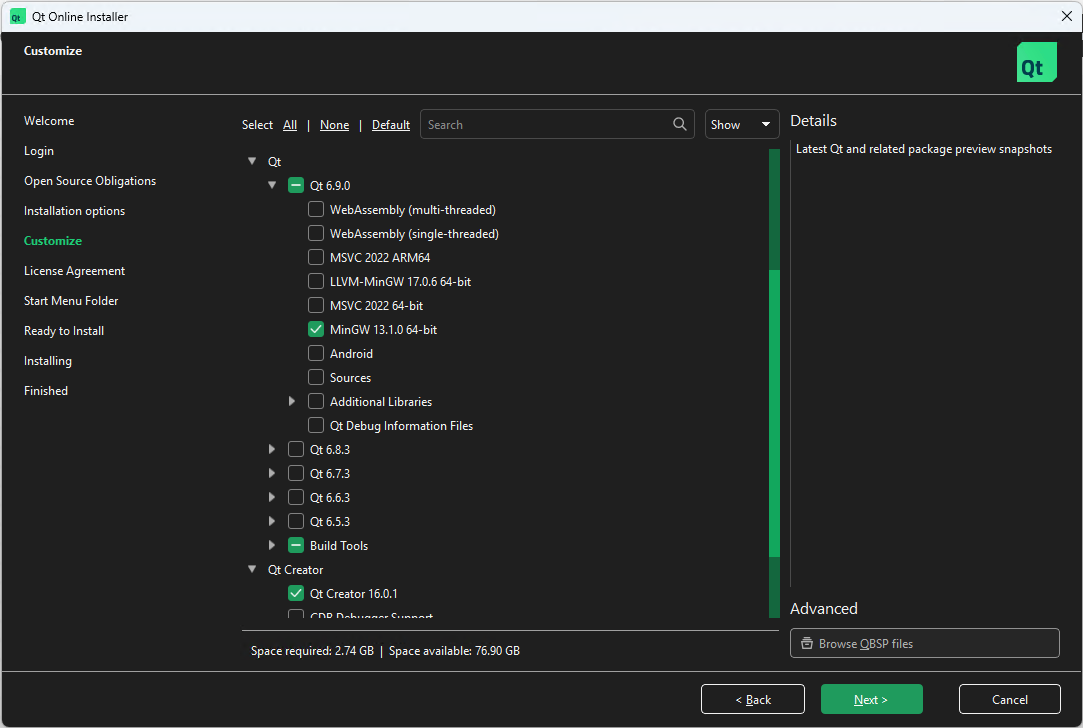 Qt Qt Online Installer
Customize
Qt
Welcome
Login
Open Source Obligations
Installation options
Customize
License Agreement
Start Menu Folder
Ready to Install
Installing
Finished
Select All | None | Default Search Show
Qt
Qt 6.9.0
WebAssembly (multi-threaded)
WebAssembly (single-threaded)
MSVC 2022 ARM64
LLVM-MinGW 17.0.6 64-bit
MSVC 2022 64-bit
MinGW 13.1.0 64-bit
Android
Sources
Additional Libraries
Qt Debug Information Files
Qt 6.8.3
Qt 6.7.3
Qt 6.6.3
Qt 6.5.3
Build Tools
Qt Creator
Qt Creator 16.0.1
CDB Debugger Support
Space required: 2.74 GB | Space available: 76.90 GB
Details
Latest Qt and related package preview snapshots
Advanced
Browse QBSP files
< Back Next > Cancel